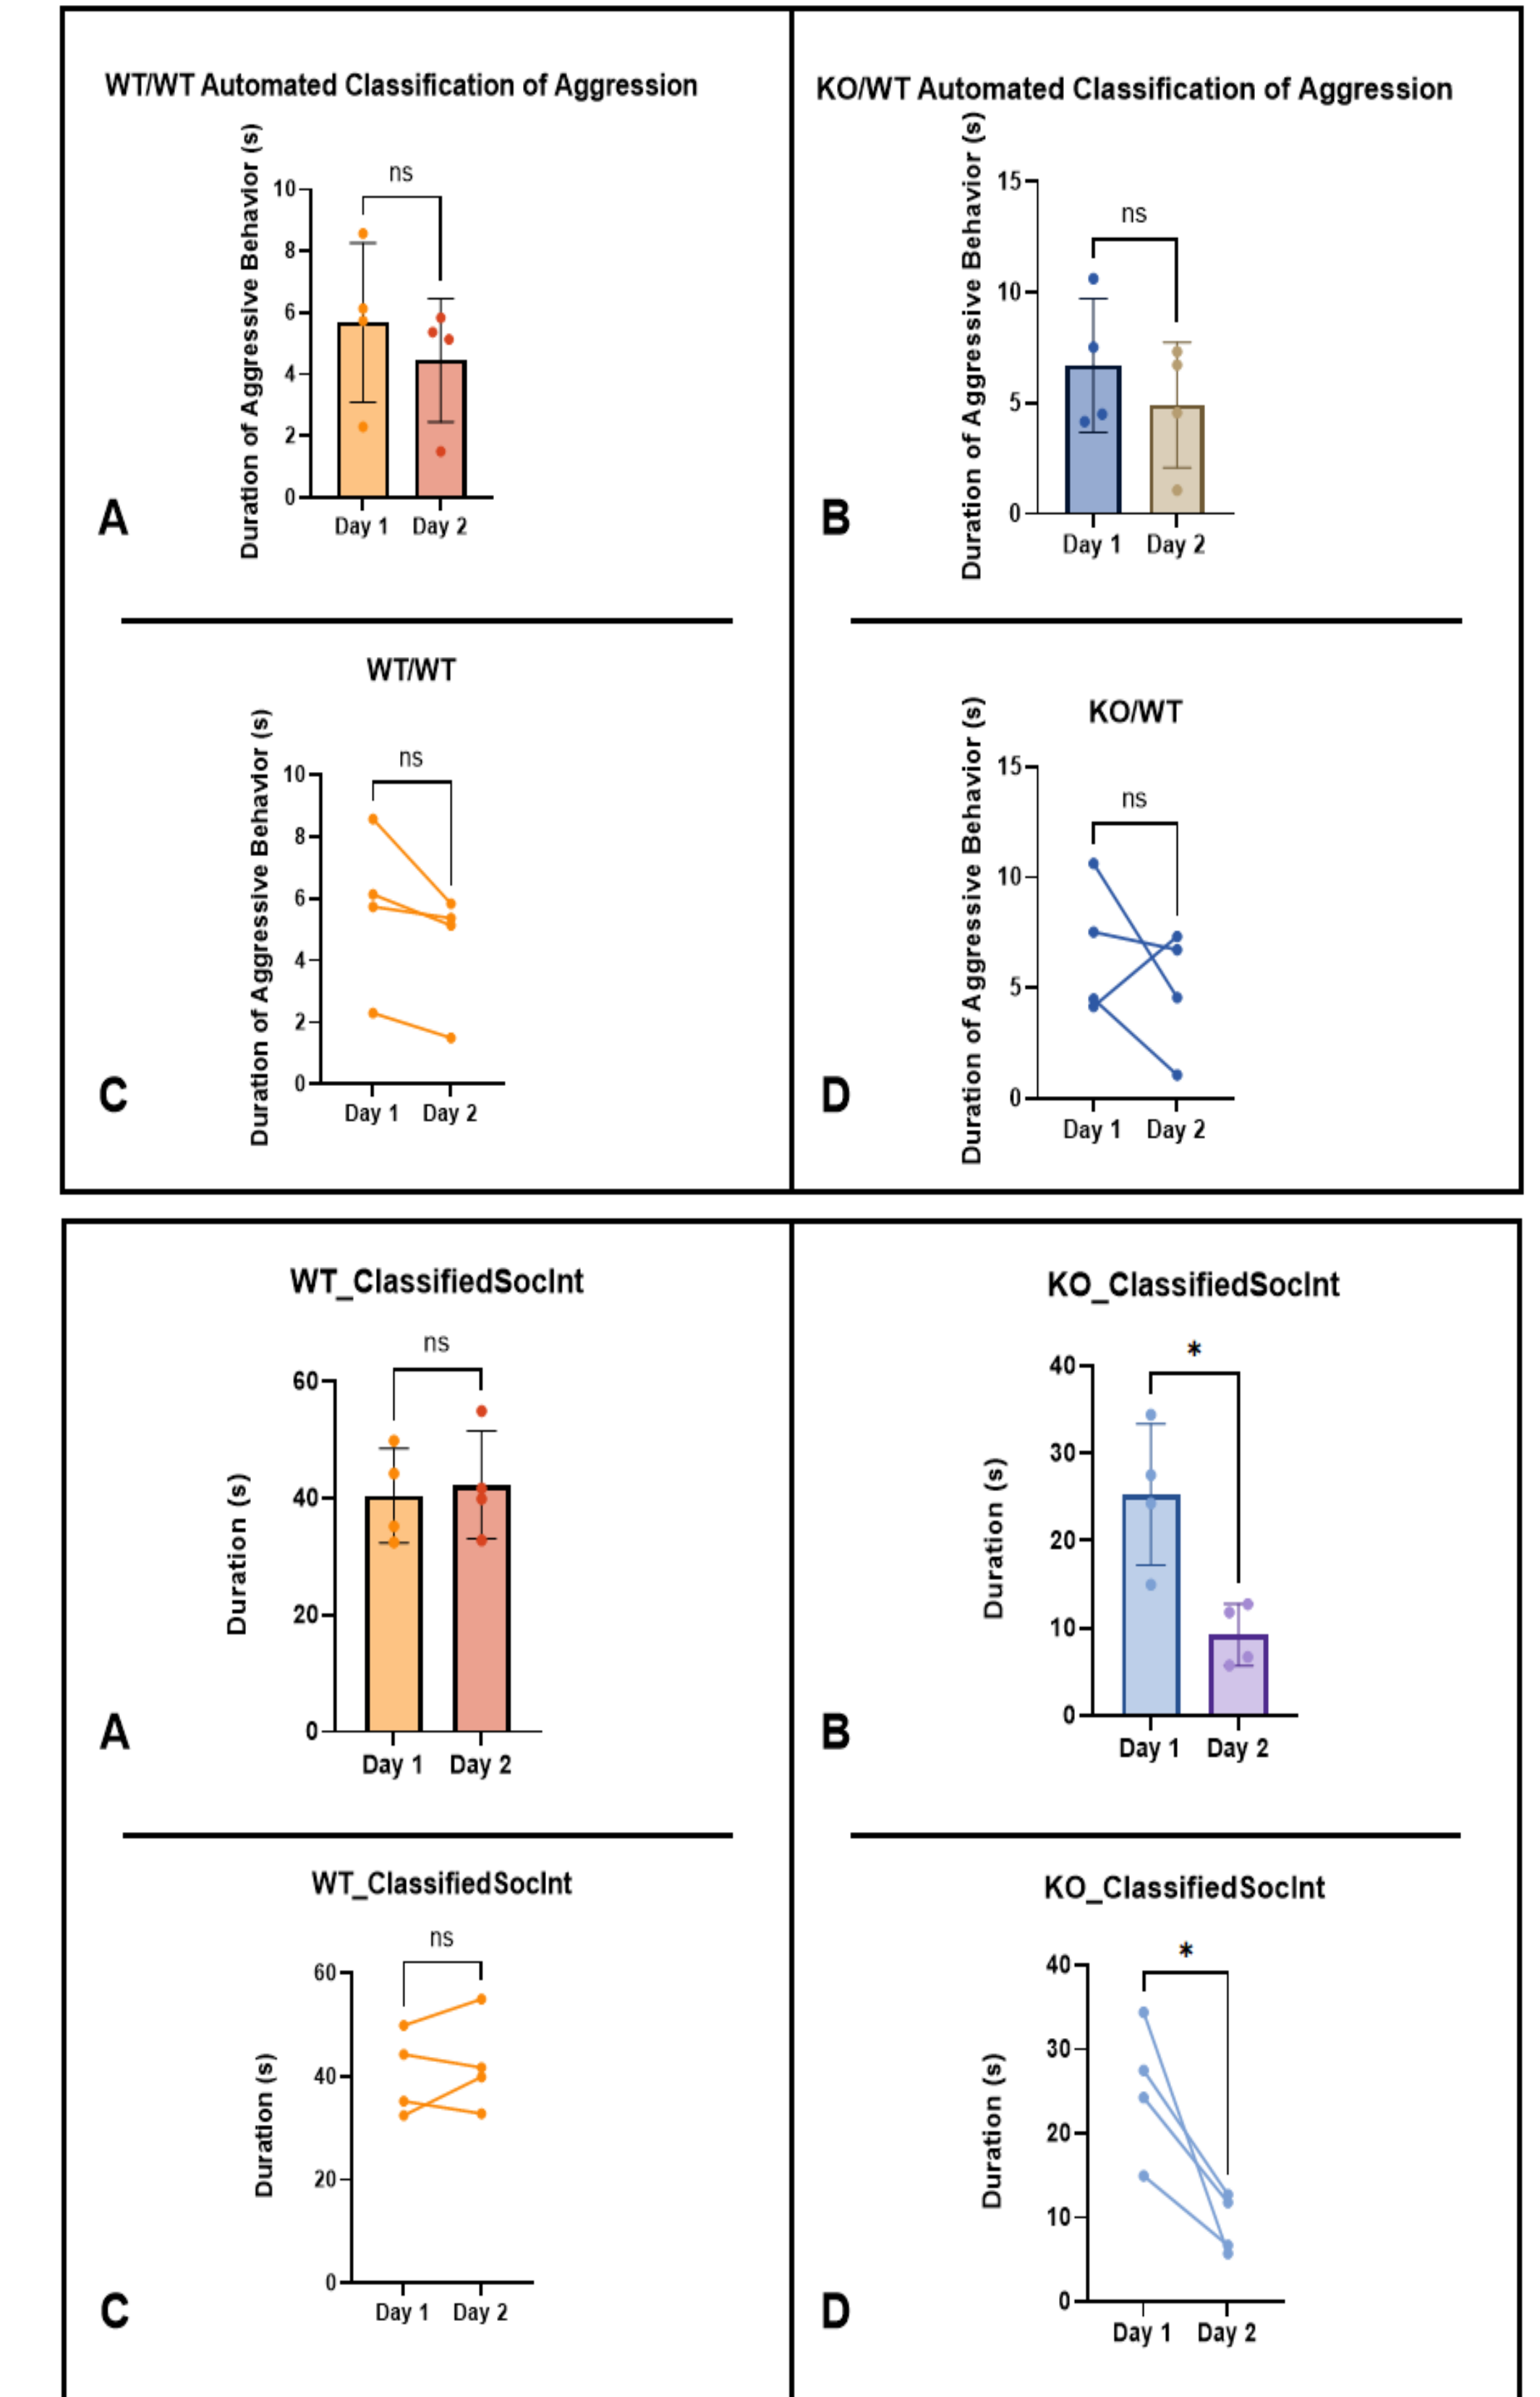 WT/WT Automated Classification of Aggression
Duration of Aggressive Behavior (s)
ns
10
8
6
4
2
0
Day 1 Day 2
A
KO/WT Automated Classification of Aggression
Duration of Aggressive Behavior (s)
15
ns
10
5
0
Day 1 Day 2
B
WT/WT
Duration of Aggressive Behavior (s)
ns
10
8
6
4
2
0
Day 1 Day 2
C
KO/WT
Duration of Aggressive Behavior (s)
15
ns
10
5
0
Day 1 Day 2
D
WT_ClassifiedSocInt
ns
Duration (s)
60
40
20
0
Day 1 Day 2
A
KO_ClassifiedSocInt
*
Duration (s)
40
30
20
10
0
Day 1 Day 2
B
WT_ClassifiedSocInt
ns
Duration (s)
60
40
20
0
Day 1 Day 2
C
KO_ClassifiedSocInt
*
Duration (s)
40
30
20
10
0
Day 1 Day 2
D